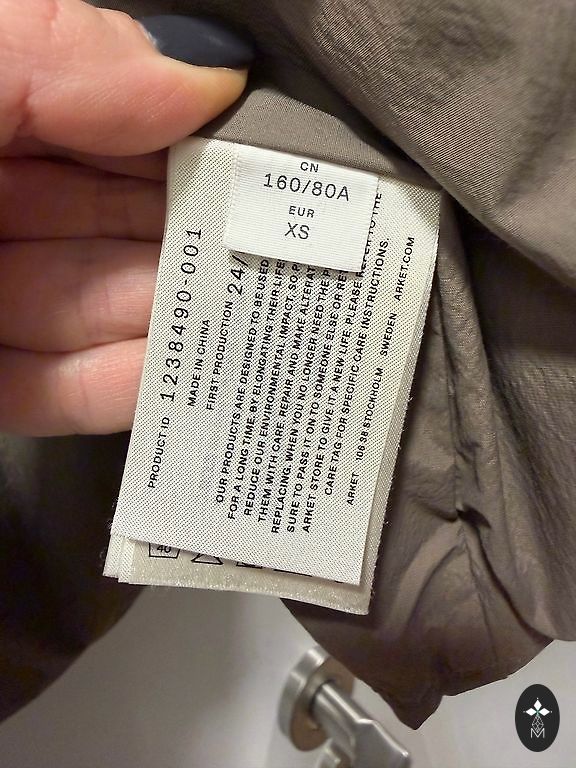 CN
160/80A
EUR
XS
PRODUCT ID 1238490-001
MADE IN CHINA
FIRST PRODUCTION 24
OUR PRODUCTS ARE DESIGNED TO BE USED
FOR A LONG TIME. BY ELONGATING THEIR LIFE
REDUCE OUR ENVIRONMENTAL IMPACT. SO
THEM WITH CARE, REPAIR AND MAKE ALTERAT
REPLACING. WHEN YOU NO LONGER NEED THE
SURE TO PASS IT ON TO SOMEONE ELSE OR RET
ARKET STORE TO GIVE IT A NEW LIFE. PLEASE REFER TO THE
CARE TAG FOR SPECIFIC CARE INSTRUCTIONS.
ARKET 106 38 STOCKHOLM SWEDEN ARKET.COM
40
M